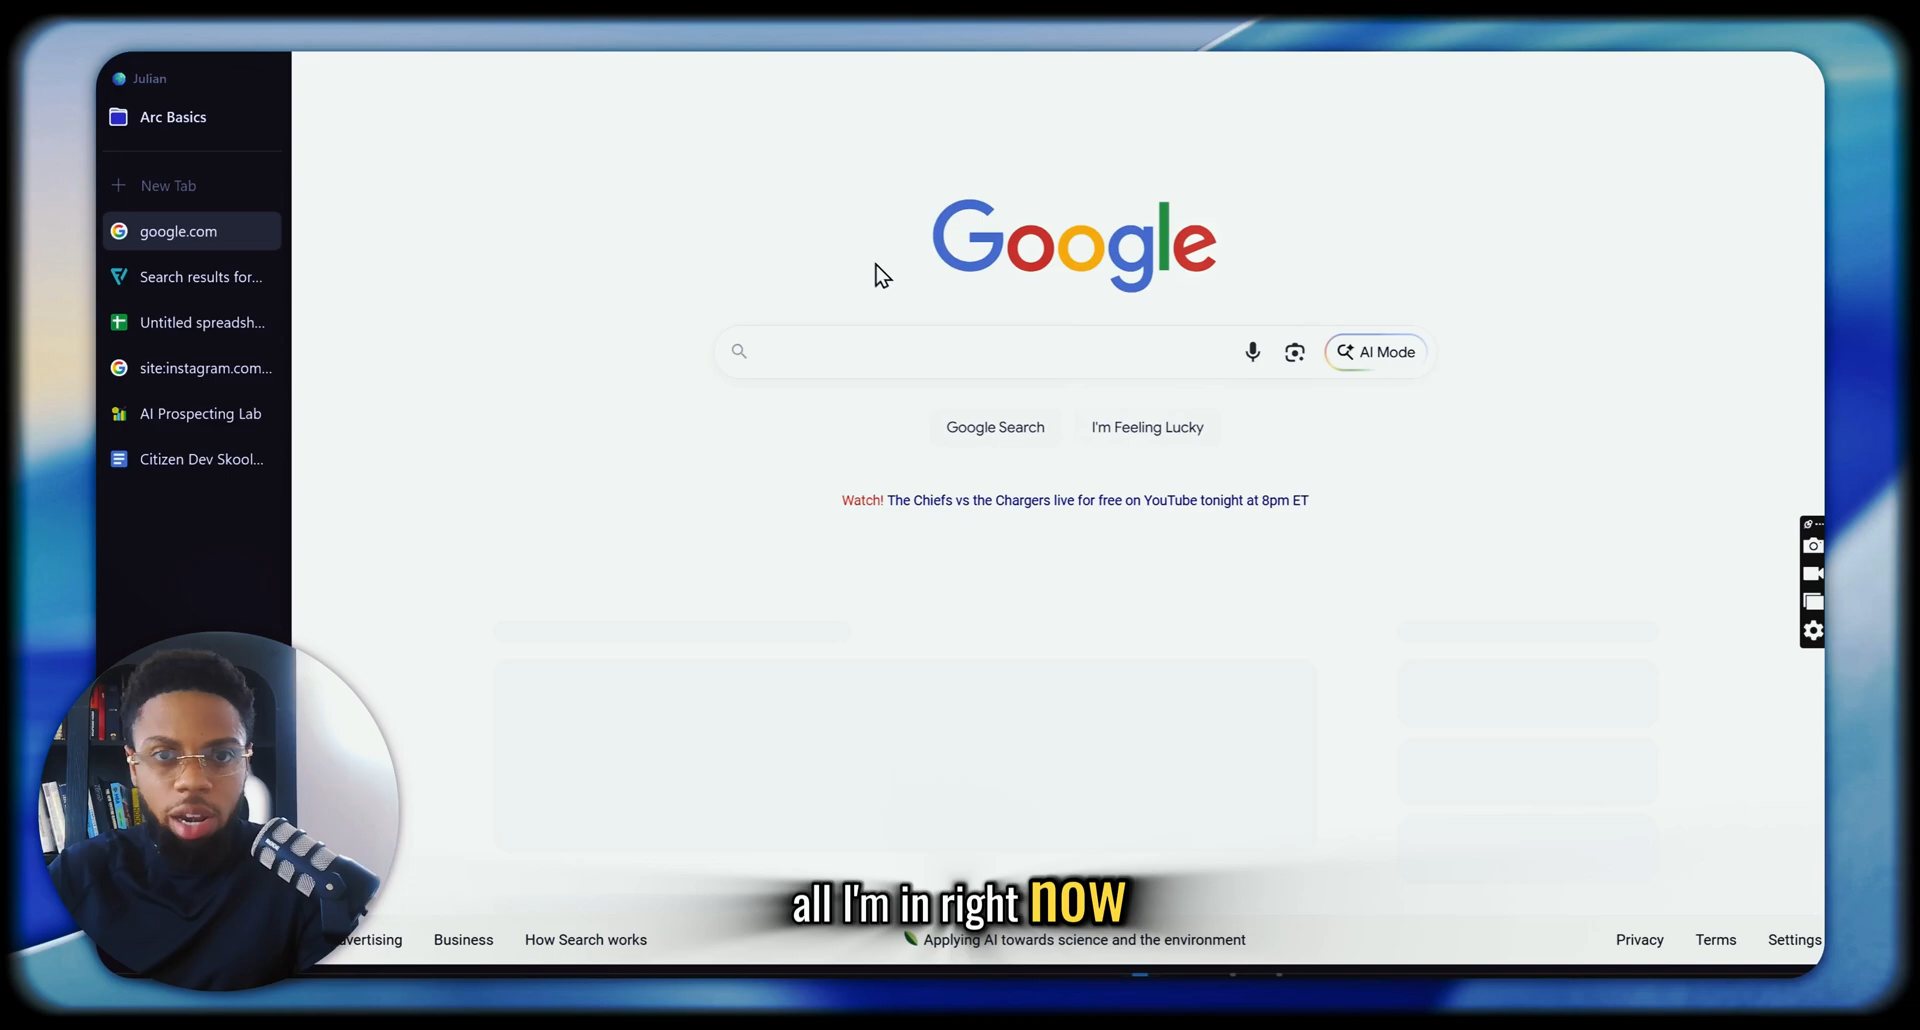 Julian
Arc Basics
New Tab
google.com
Search results for...
Untitled spreadsh...
site:instagram.com...
AI Prospecting Lab
Citizen Dev Skool...
Google
AI Mode
Google Search
I'm Feeling Lucky
Watch! The Chiefs vs the Chargers live for free on YouTube tonight at 8pm ET
all I'm in right NOW
vertising
Business
How Search works
Applying AI towards science and the environment
Privacy
Terms
Settings